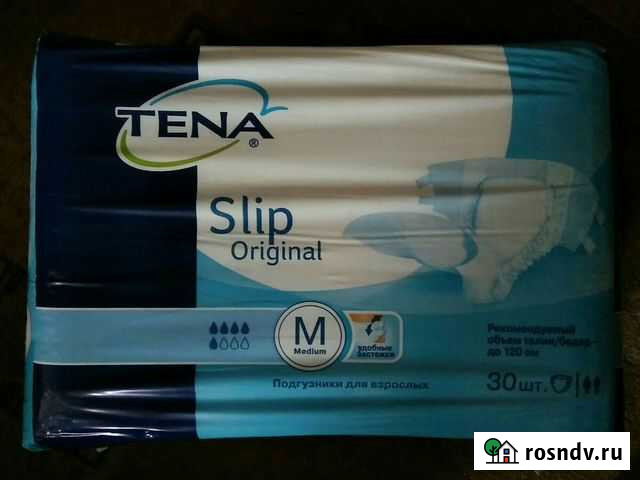 TENA®
Slip
Original
M
Medium
удобные
застежки
Рекомендуемый
объем талии/бедер -
до 120 см
Подгузники для взрослых
30 шт.
rosndv.ru